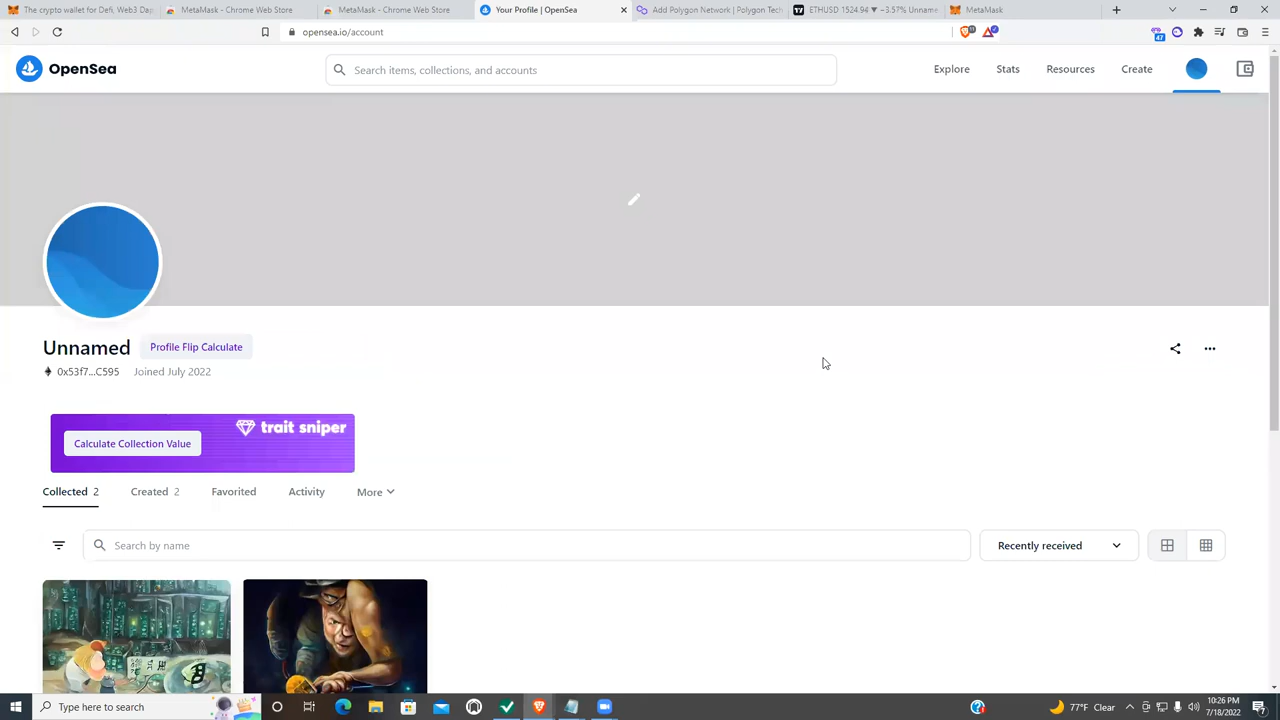 The crypto wallet for Defi, Web3 Dap
MetaMask - Chrome Web Store
MetaMask - Chrome Web Store
Your Profile | OpenSea
Add Polygon Network | Polygon Tech
ETHUSD 1524.94 ▼ −3.57% Unname
MetaMask
opensea.io/account
OpenSea
Search items, collections, and accounts
Explore
Stats
Resources
Create
Unnamed
Profile Flip Calculate
0x53f7...C595
Joined July 2022
Calculate Collection Value
trait sniper
Collected 2
Created 2
Favorited
Activity
More
Search by name
Recently received
Type here to search
77°F Clear
10:26 PM
7/18/2022